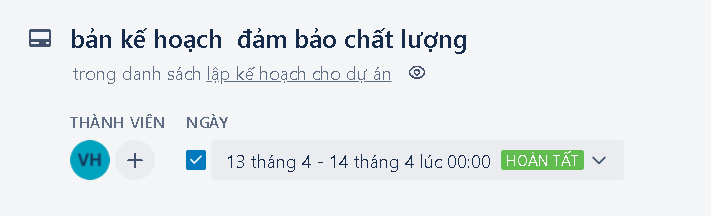 bản kế hoạch đảm bảo chất lượng
trong danh sách lập kế hoạch cho dự án
THÀNH VIÊN NGÀY
VH + 13 tháng 4 - 14 tháng 4 lúc 00:00 HOÀN TẤT